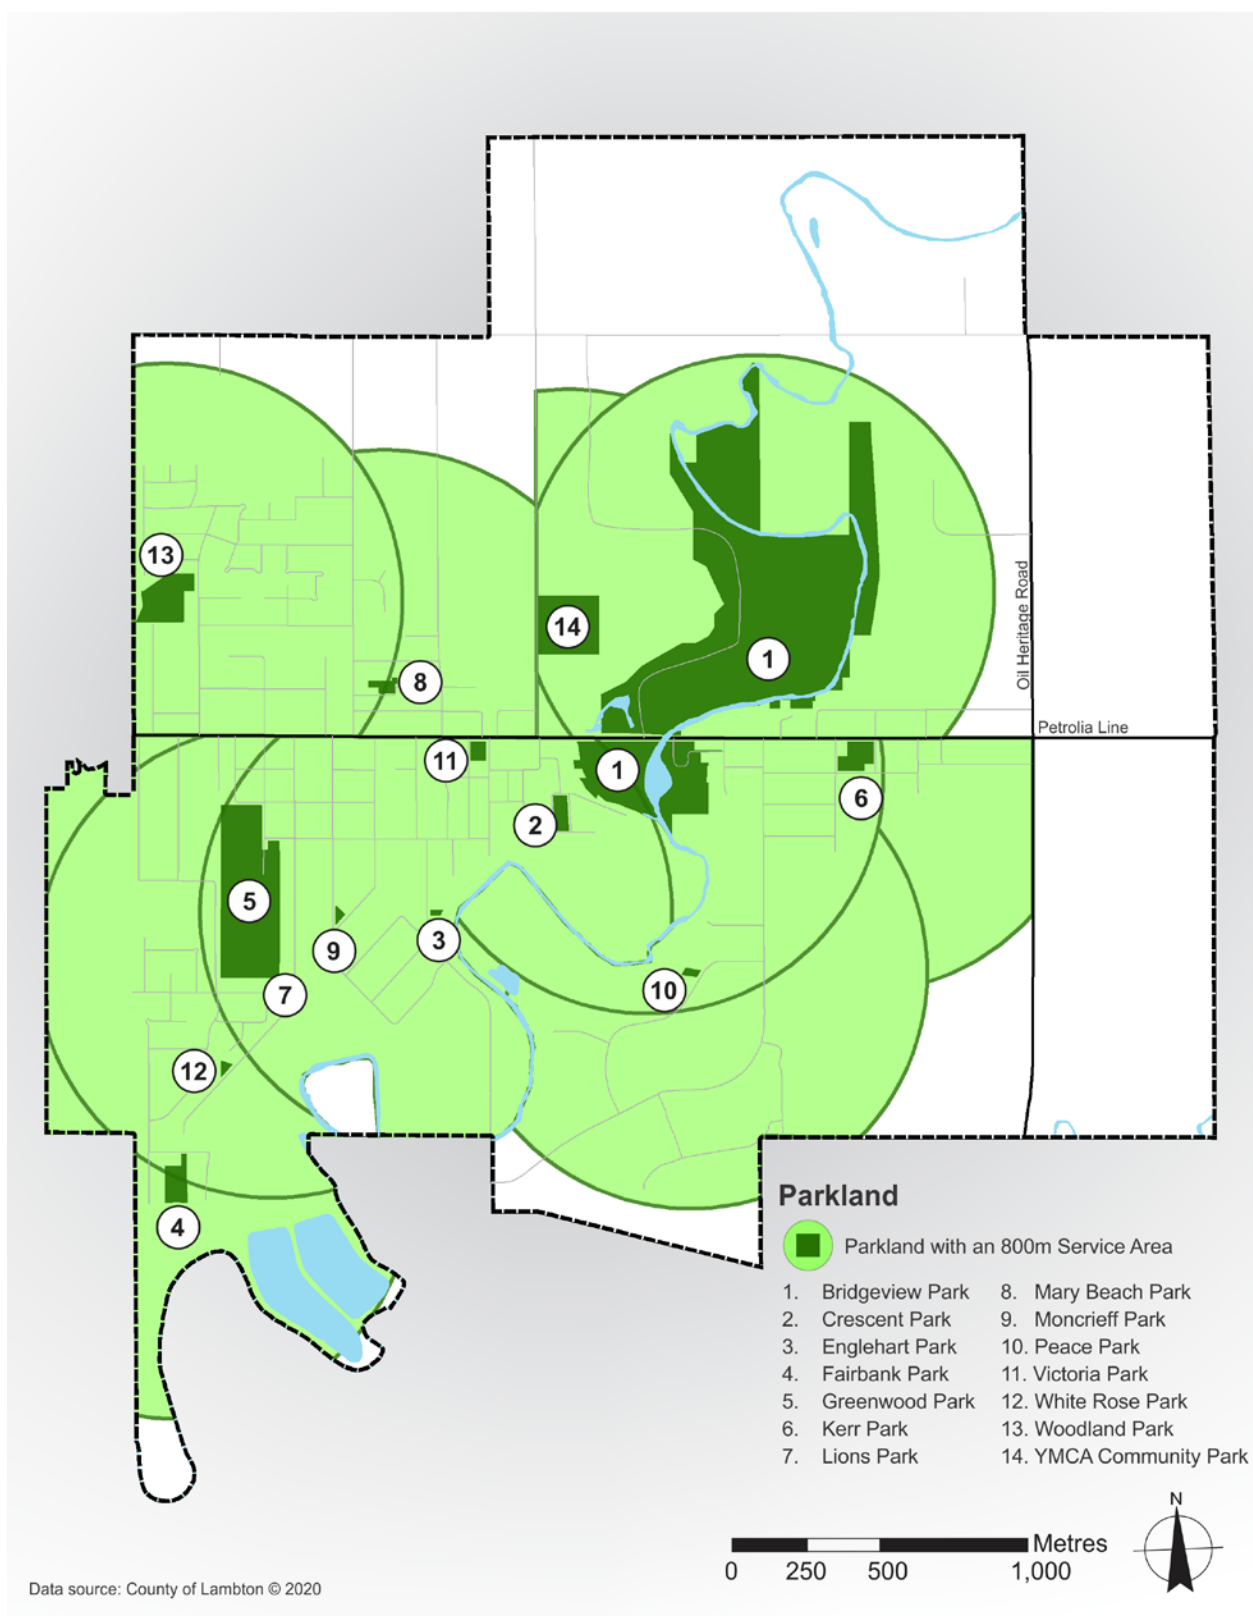 13
14
1
8
Oil Heritage Road
Petrolia Line
11
1
6
2
5
9
3
7
10
12
4
Parkland
Parkland with an 800m Service Area
1. Bridgeview Park
2. Crescent Park
3. Englehart Park
4. Fairbank Park
5. Greenwood Park
6. Kerr Park
7. Lions Park
8. Mary Beach Park
9. Moncrieff Park
10. Peace Park
11. Victoria Park
12. White Rose Park
13. Woodland Park
14. YMCA Community Park
N
Metres
0 250 500 1,000
Data source: County of Lambton © 2020